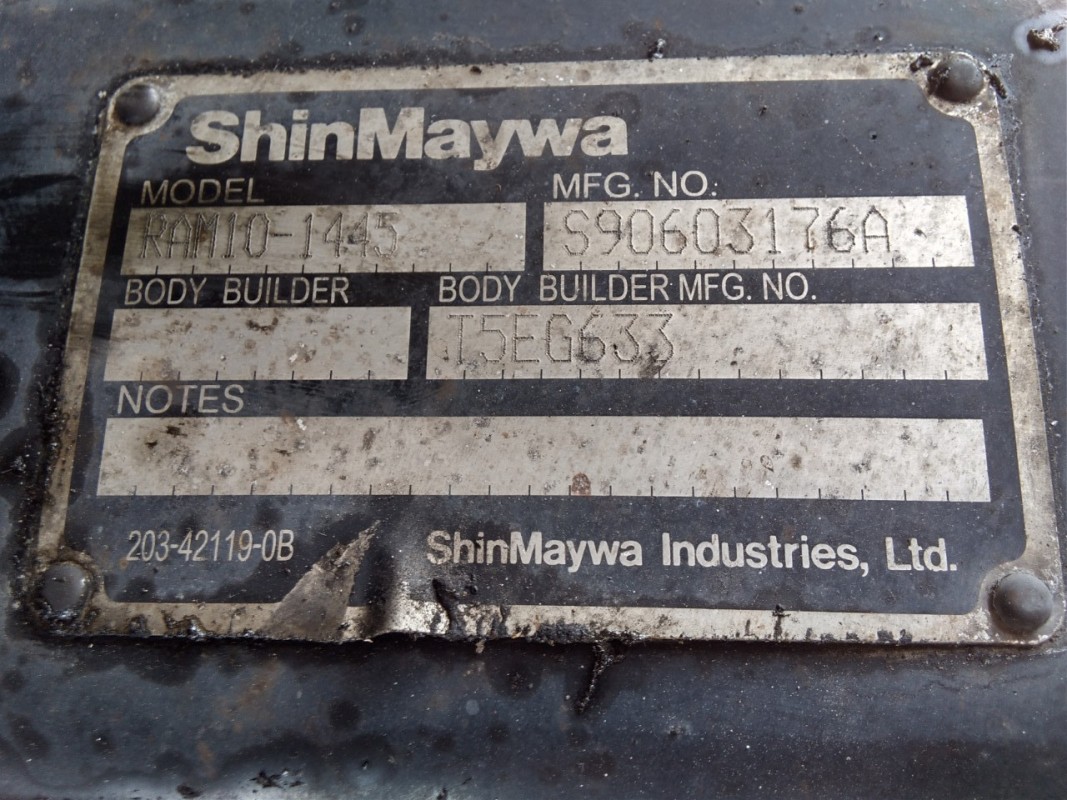 ShinMaywa
MODEL MFG. NO.
RAM10-1445 S90603176A
BODY BUILDER BODY BUILDER MFG. NO.
T5EG633
NOTES
203-42119-0B ShinMaywa Industries, Ltd.